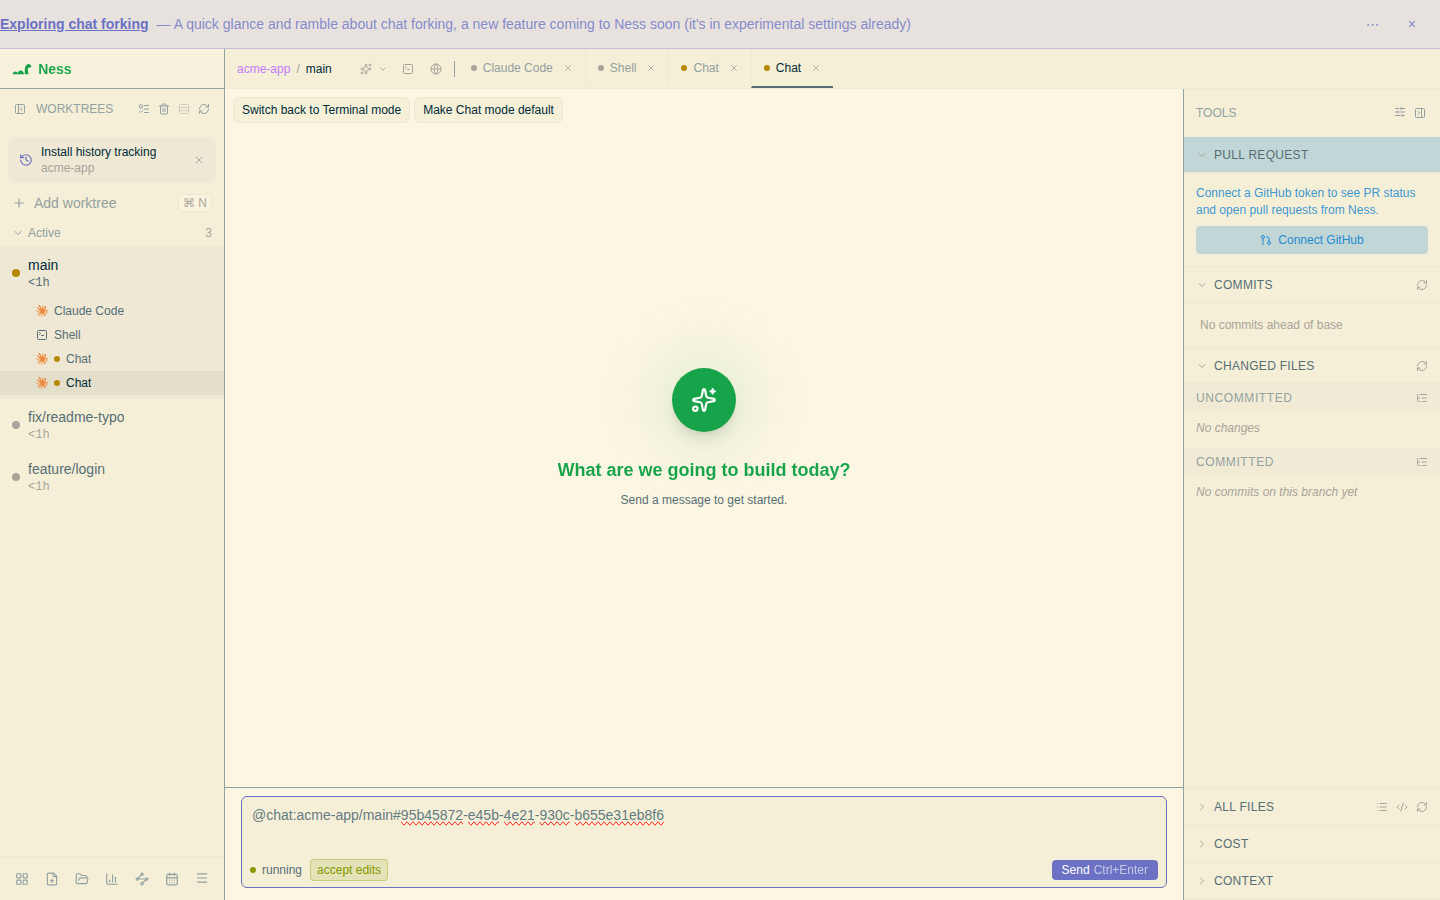 Exploring chat forking — A quick glance and ramble about chat forking, a new feature coming to Ness soon (it's in experimental settings already)
Ness
acme-app / main
Claude Code
Shell
Chat
Chat
WORKTREES
Install history tracking
acme-app
Add worktree ⌘ N
Active 3
main
<1h
Claude Code
Shell
Chat
Chat
fix/readme-typo
<1h
feature/login
<1h
Switch back to Terminal mode
Make Chat mode default
What are we going to build today?
Send a message to get started.
@chat:acme-app/main#95b45872-e45b-4e21-930c-b655e31eb8f6
running accept edits
Send Ctrl+Enter
TOOLS
PULL REQUEST
Connect a GitHub token to see PR status
and open pull requests from Ness.
Connect GitHub
COMMITS
No commits ahead of base
CHANGED FILES
UNCOMMITTED
No changes
COMMITTED
No commits on this branch yet
ALL FILES
COST
CONTEXT